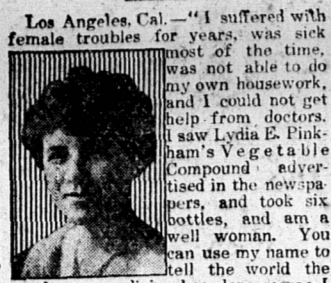 Los Angeles, Cal.—"I suffered with
female troubles for years, was sick
most of the time,
was not able to do
my own housework,
and I could not get
help from doctors.
I saw Lydia E. Pink-
ham's Vegetable
Compound adver-
tised in the newspa-
pers, and took six
bottles, and am a
well woman. You
can use my name to
tell the world the